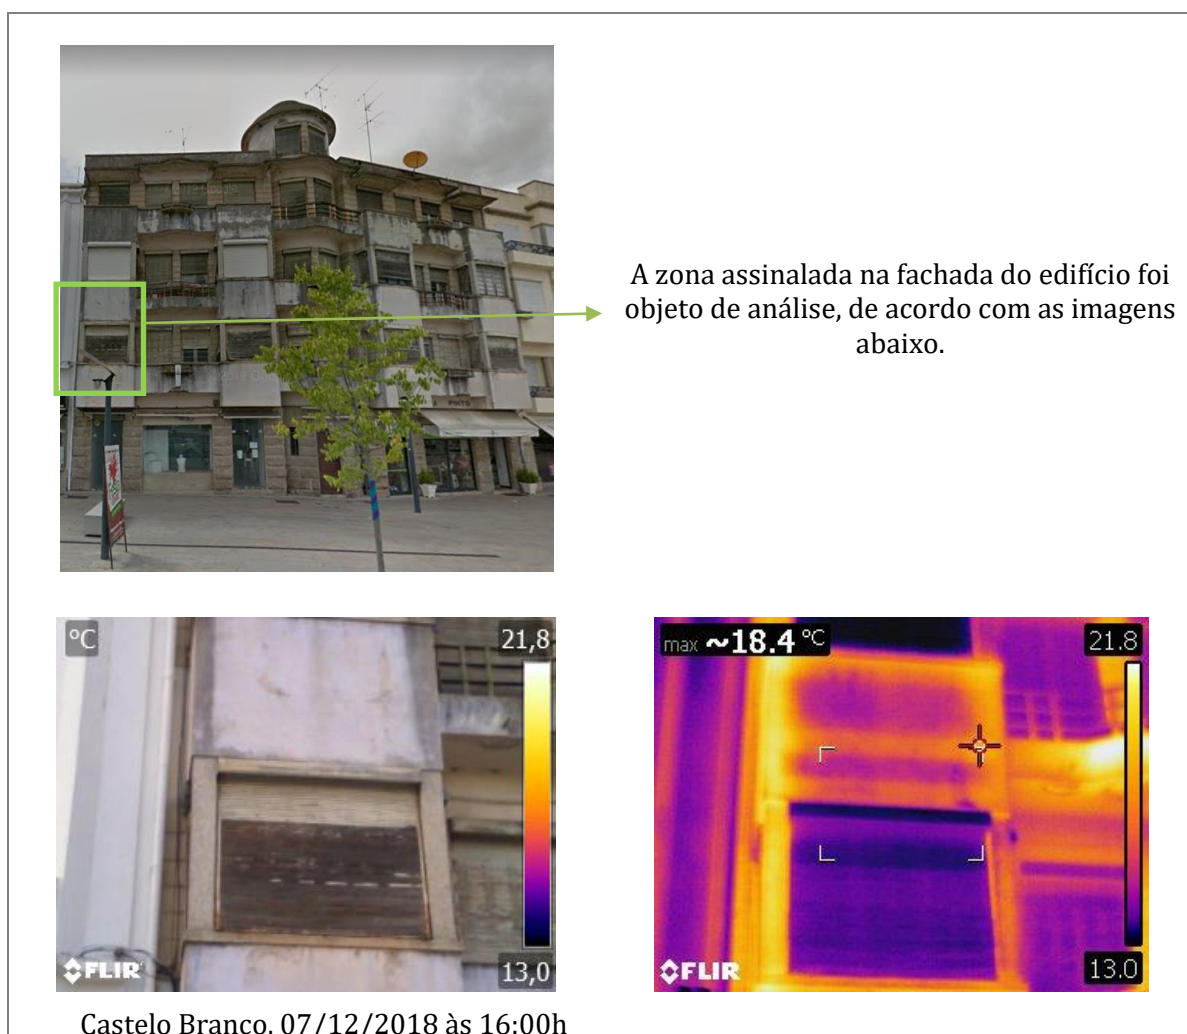 A zona assinalada na fachada do edifício foi
objeto de análise, de acordo com as imagens
abaixo.
PINTO
°C
21,8
FLIR
13,0
max ~18.4 °C
21.8
FLIR
13.0
Castelo Branco, 07/12/2018 às 16:00h